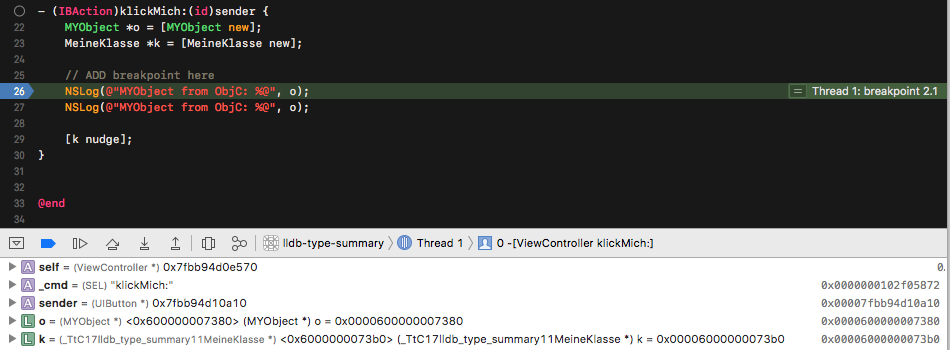 - (IBAction)klickMich:(id)sender {
22 MYObject *o = [MYObject new];
23 MeineKlasse *k = [MeineKlasse new];
24
25 // ADD breakpoint here
26 NSLog(@"MYObject from ObjC: %@", o); = Thread 1: breakpoint 2.1
27 NSLog(@"MYObject from ObjC: %@", o);
28
29 [k nudge];
30 }
31
32
33 @end
34
lldb-type-summary Thread 1 0 -[ViewController klickMich:]
A self = (ViewController *) 0x7fbb94d0e570 0.
A _cmd = (SEL) "klickMich:" 0x0000000102f05872
A sender = (UIButton *) 0x7fbb94d10a10 0x00007fbb94d10a10
L o = (MYObject *) <0x600000007380> (MYObject *) o = 0x0000600000007380 0x0000600000007380
L k = (_TtC17lldb_type_summary11MeineKlasse *) <0x6000000073b0> (_TtC17lldb_type_summary11MeineKlasse *) k = 0x00006000000073b0 0x00006000000073b0